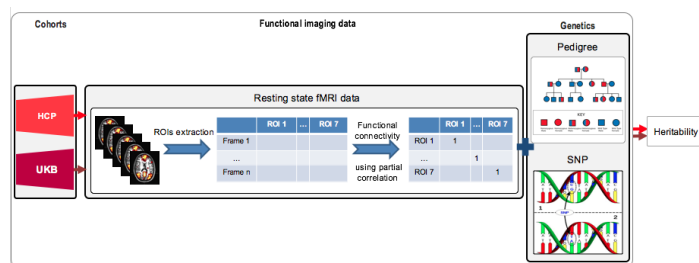 Cohorts
Functional imaging data
Genetics
HCP
UKB
Resting state fMRI data
ROIs extraction
ROI 1 ... ROI 7
Frame 1
...
Frame n
Functional
connectivity
using partial
correlation
ROI 1 ... ROI 7
ROI 1 1
... 1
ROI 7 1
Pedigree
KEY
SNP
1
SNP
2
Heritability